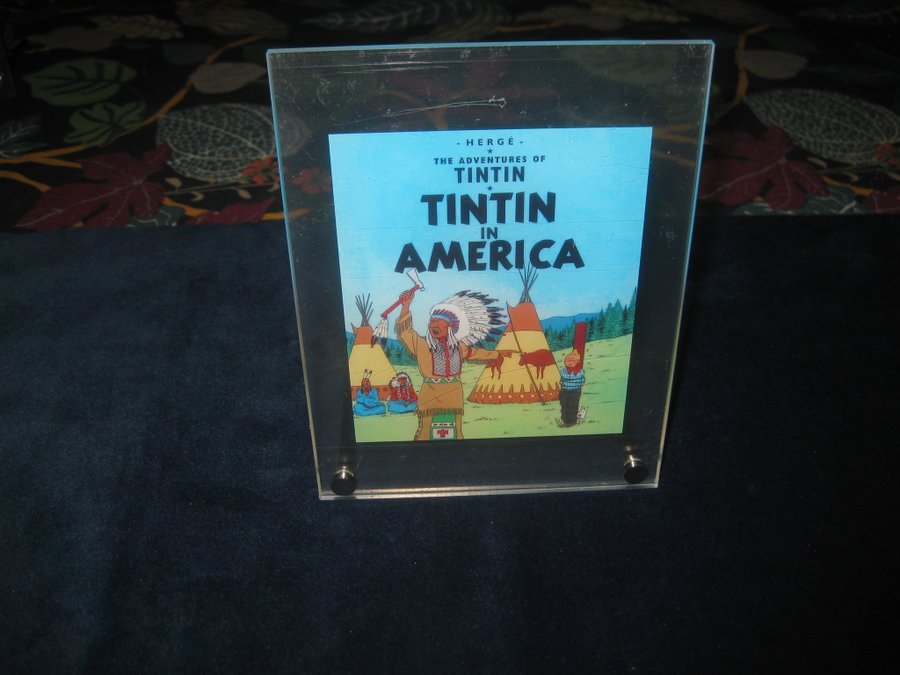 - HERGÉ -
THE ADVENTURES OF
TINTIN
TINTIN
IN
AMERICA